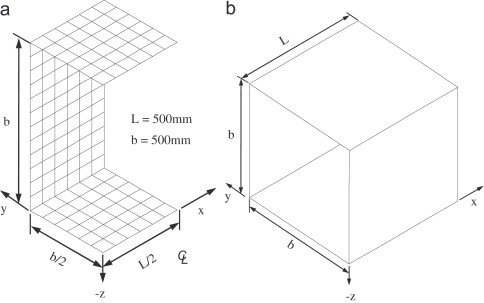 a
b
L = 500mm
b = 500mm
y
x
b/2
L/2
℄
-z
b
L
b
y
x
b
-z